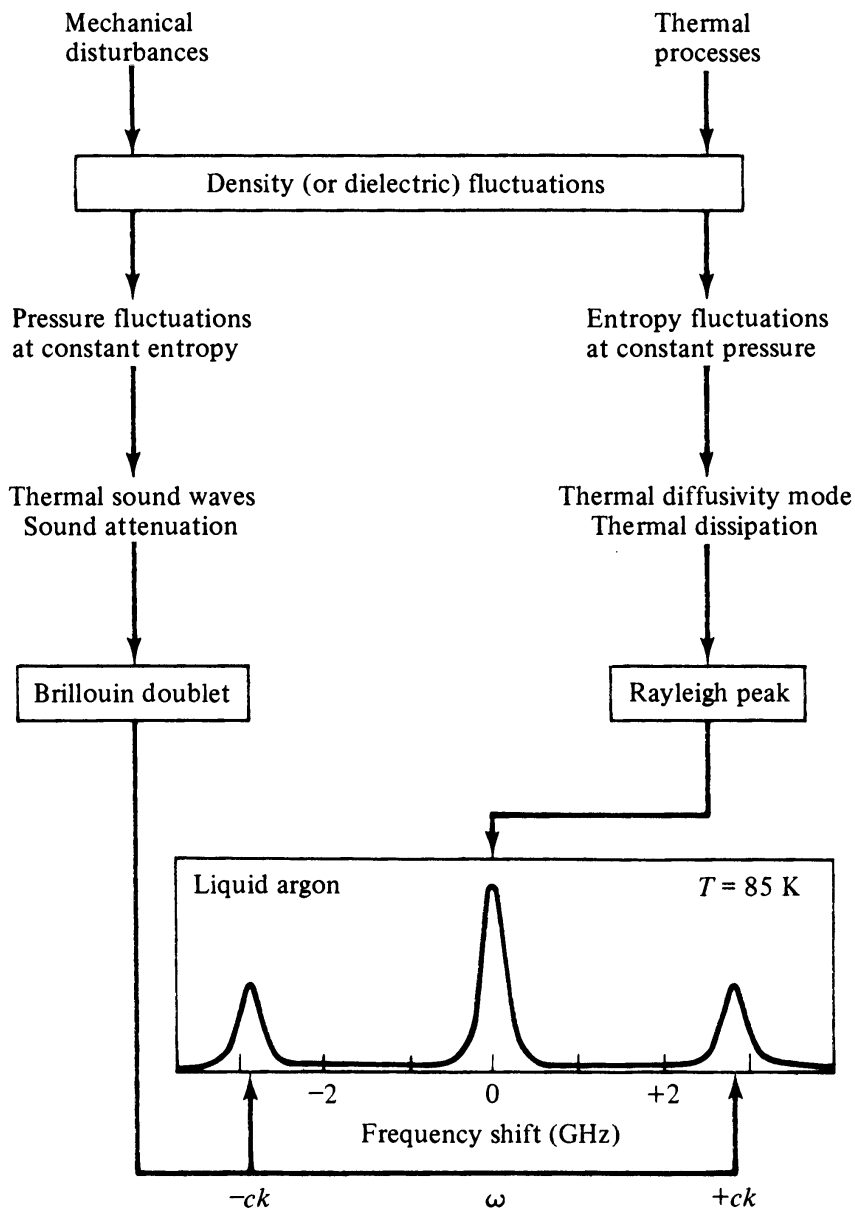 Mechanical
disturbances
Thermal
processes
Density (or dielectric) fluctuations
Pressure fluctuations
at constant entropy
Entropy fluctuations
at constant pressure
Thermal sound waves
Sound attenuation
Thermal diffusivity mode
Thermal dissipation
Brillouin doublet
Rayleigh peak
Liquid argon
T = 85 K
−2 0 +2
Frequency shift (GHz)
−ck ω +ck